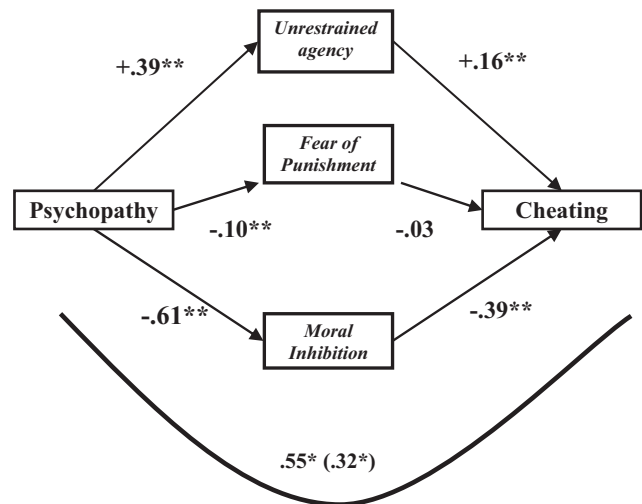 Unrestrained
agency
+.39**
+.16**
Fear of
Punishment
Psychopathy
Cheating
-.10**
-.03
-.61**
-.39**
Moral
Inhibition
.55* (.32*)